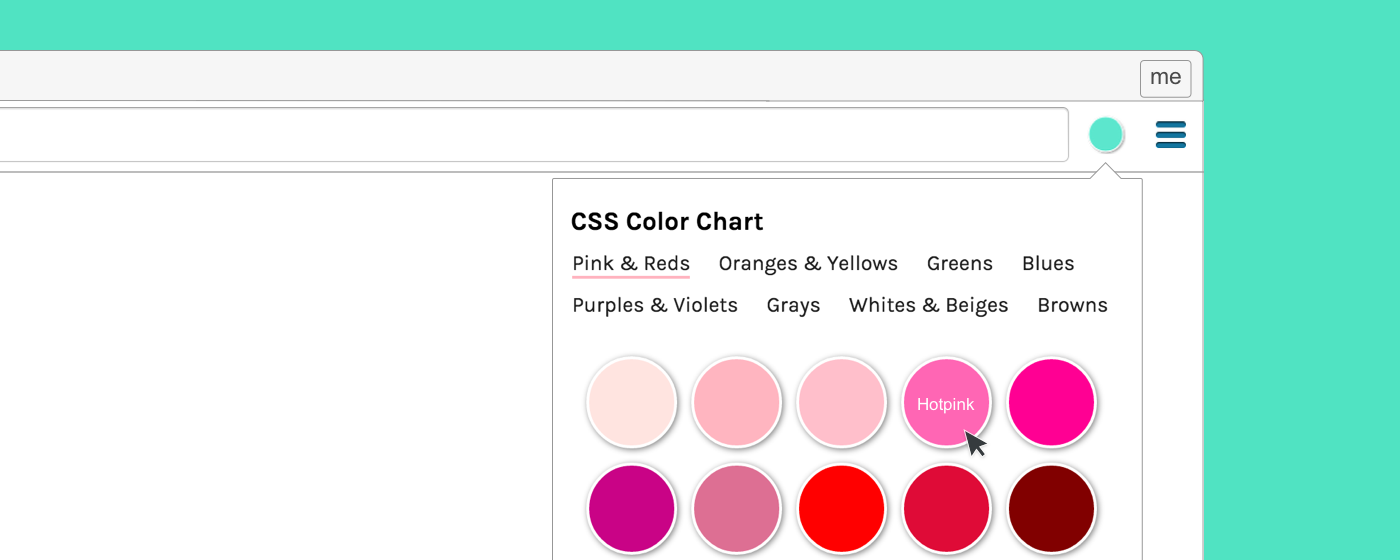 me
CSS Color Chart
Pink & Reds Oranges & Yellows Greens Blues
Purples & Violets Grays Whites & Beiges Browns
Hotpink